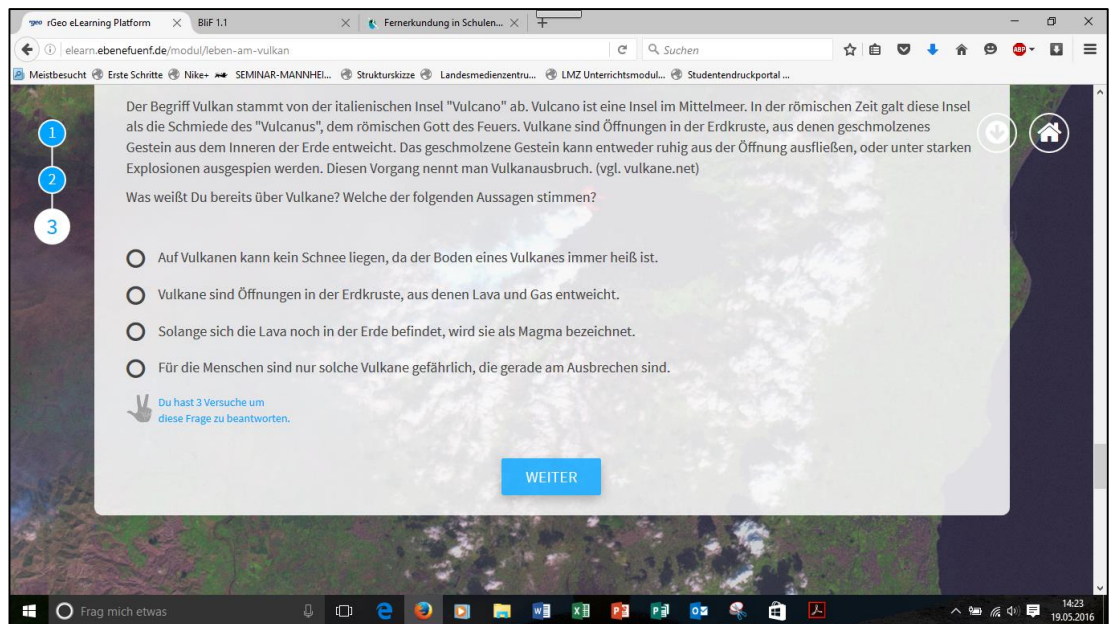 rgeo rGeo eLearning Platform BliF 1.1 Fernerkundung in Schulen...
elearn.ebenefuenf.de/modul/leben-am-vulkan Suchen ABP
Meistbesucht Erste Schritte Nike+ SEMINAR-MANNHEI... Strukturskizze Landesmedienzentru... LMZ Unterrichtsmodul... Studentendruckportal ...
Der Begriff Vulkan stammt von der italienischen Insel "Vulcano" ab. Vulcano ist eine Insel im Mittelmeer. In der römischen Zeit galt diese Insel
als die Schmiede des "Vulcanus", dem römischen Gott des Feuers. Vulkane sind Öffnungen in der Erdkruste, aus denen geschmolzenes
Gestein aus dem Inneren der Erde entweicht. Das geschmolzene Gestein kann entweder ruhig aus der Öffnung ausfließen, oder unter starken
Explosionen ausgespien werden. Diesen Vorgang nennt man Vulkanausbruch. (vgl. vulkane.net)
Was weißt Du bereits über Vulkane? Welche der folgenden Aussagen stimmen?
1
2
3
Auf Vulkanen kann kein Schnee liegen, da der Boden eines Vulkanes immer heiß ist.
Vulkane sind Öffnungen in der Erdkruste, aus denen Lava und Gas entweicht.
Solange sich die Lava noch in der Erde befindet, wird sie als Magma bezeichnet.
Für die Menschen sind nur solche Vulkane gefährlich, die gerade am Ausbrechen sind.
Du hast 3 Versuche um
diese Frage zu beantworten.
WEITER
Frag mich etwas
14:23
19.05.2016